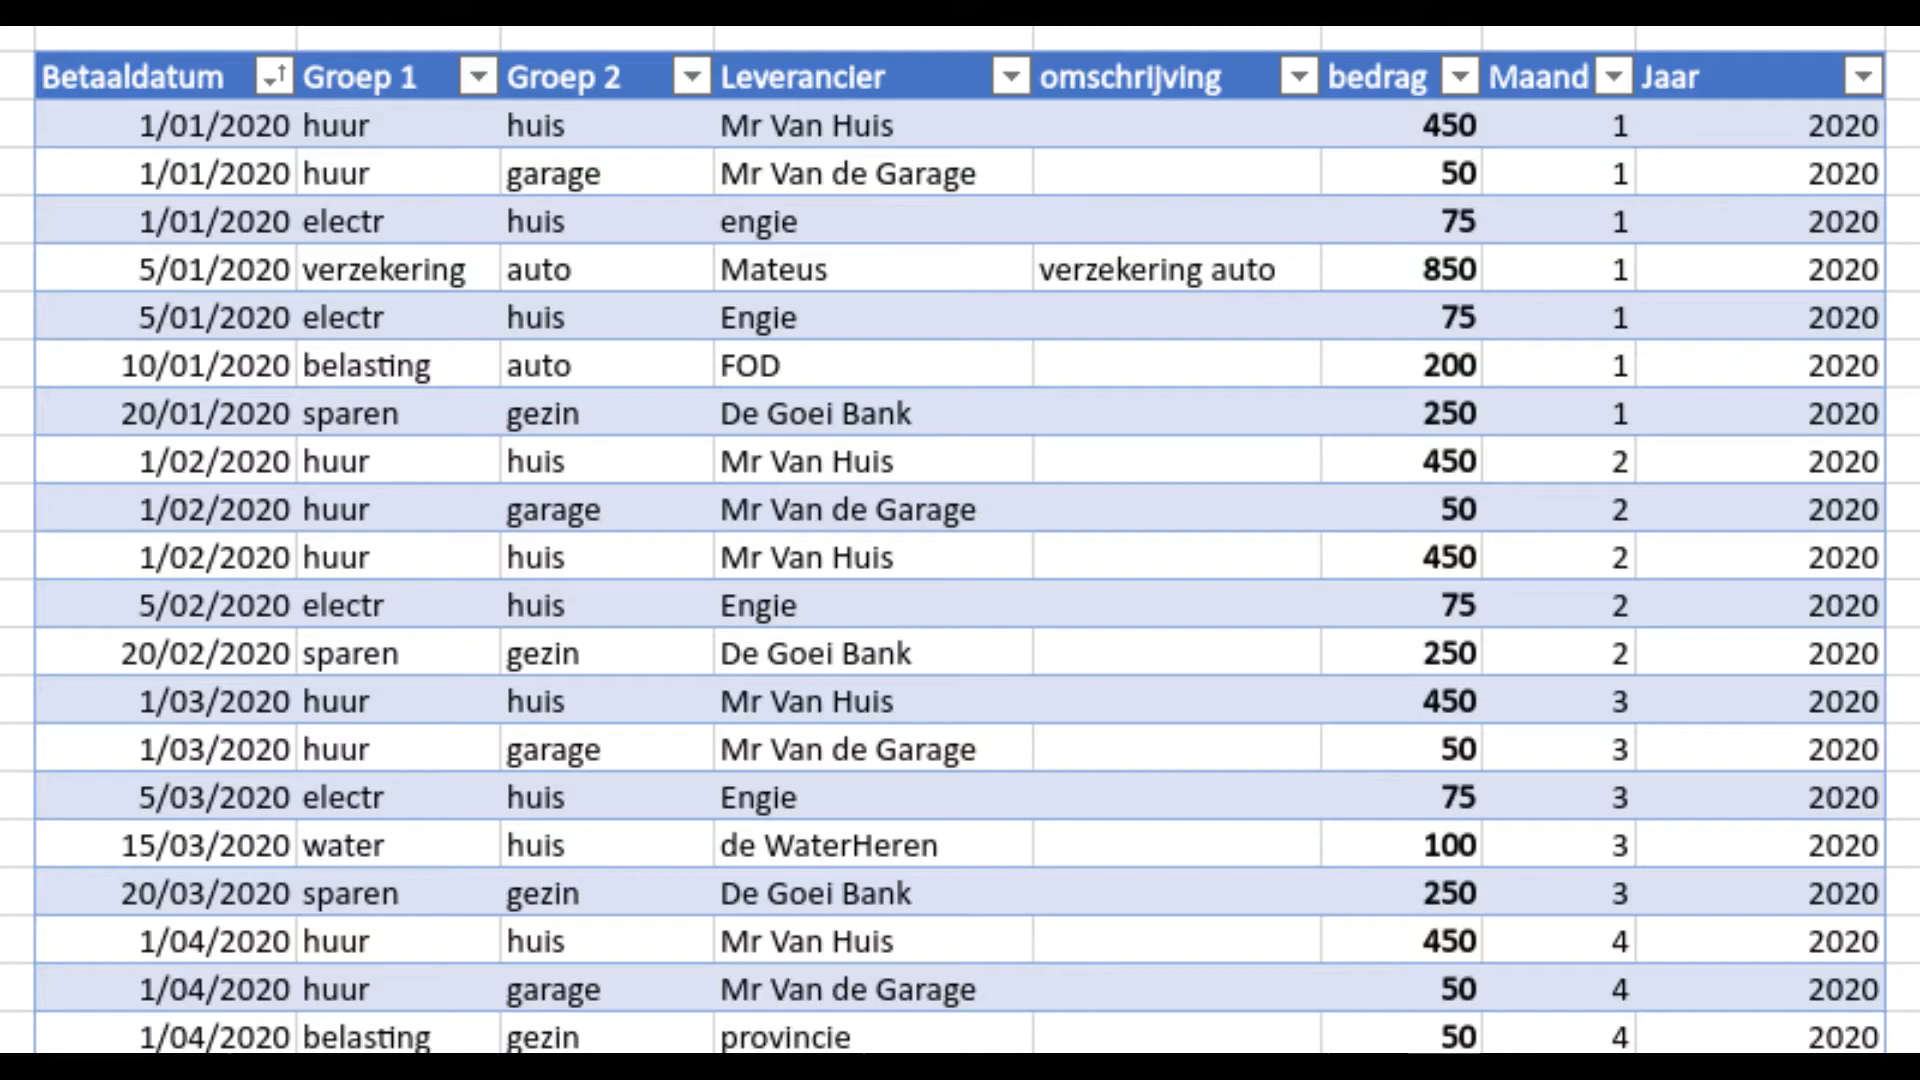 Betaaldatum Groep 1 Groep 2 Leverancier omschrijving bedrag Maand Jaar
1/01/2020 huur huis Mr Van Huis 450 1 2020
1/01/2020 huur garage Mr Van de Garage 50 1 2020
1/01/2020 electr huis engie 75 1 2020
5/01/2020 verzekering auto Mateus verzekering auto 850 1 2020
5/01/2020 electr huis Engie 75 1 2020
10/01/2020 belasting auto FOD 200 1 2020
20/01/2020 sparen gezin De Goei Bank 250 1 2020
1/02/2020 huur huis Mr Van Huis 450 2 2020
1/02/2020 huur garage Mr Van de Garage 50 2 2020
1/02/2020 huur huis Mr Van Huis 450 2 2020
5/02/2020 electr huis Engie 75 2 2020
20/02/2020 sparen gezin De Goei Bank 250 2 2020
1/03/2020 huur huis Mr Van Huis 450 3 2020
1/03/2020 huur garage Mr Van de Garage 50 3 2020
5/03/2020 electr huis Engie 75 3 2020
15/03/2020 water huis de WaterHeren 100 3 2020
20/03/2020 sparen gezin De Goei Bank 250 3 2020
1/04/2020 huur huis Mr Van Huis 450 4 2020
1/04/2020 huur garage Mr Van de Garage 50 4 2020
1/04/2020 belasting gezin provincie 50 4 2020